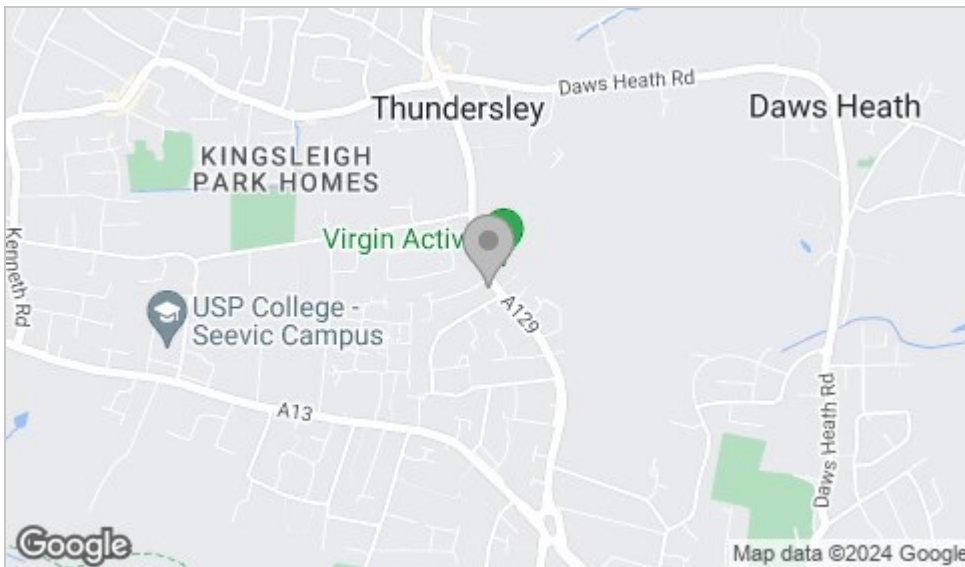 Daws Heath Rd
Thundersley
Daws Heath
KINGSLEIGH
PARK HOMES
Virgin Activ
Kenneth Rd
USP College -
Seevic Campus
A129
A13
Daws Heath Rd
Google
Map data ©2024 Google